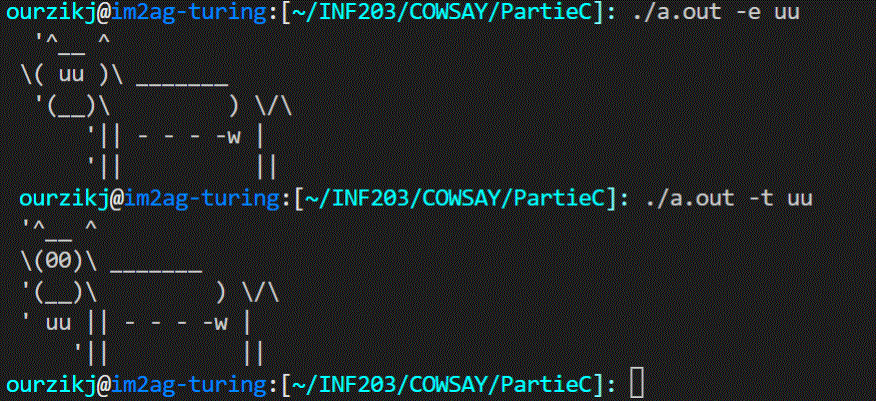 ourzikj@im2ag-turing:[~/INF203/COWSAY/PartieC]: ./a.out -e uu
  '^__ ^
 \( uu )\ _______
  '(__)\         ) \/\
      '|| - - - -w |
      '||          ||
 ourzikj@im2ag-turing:[~/INF203/COWSAY/PartieC]: ./a.out -t uu
 '^__ ^
 \(00)\ _______
 '(__)\         ) \/\
 ' uu || - - - -w |
     '||          ||
ourzikj@im2ag-turing:[~/INF203/COWSAY/PartieC]: